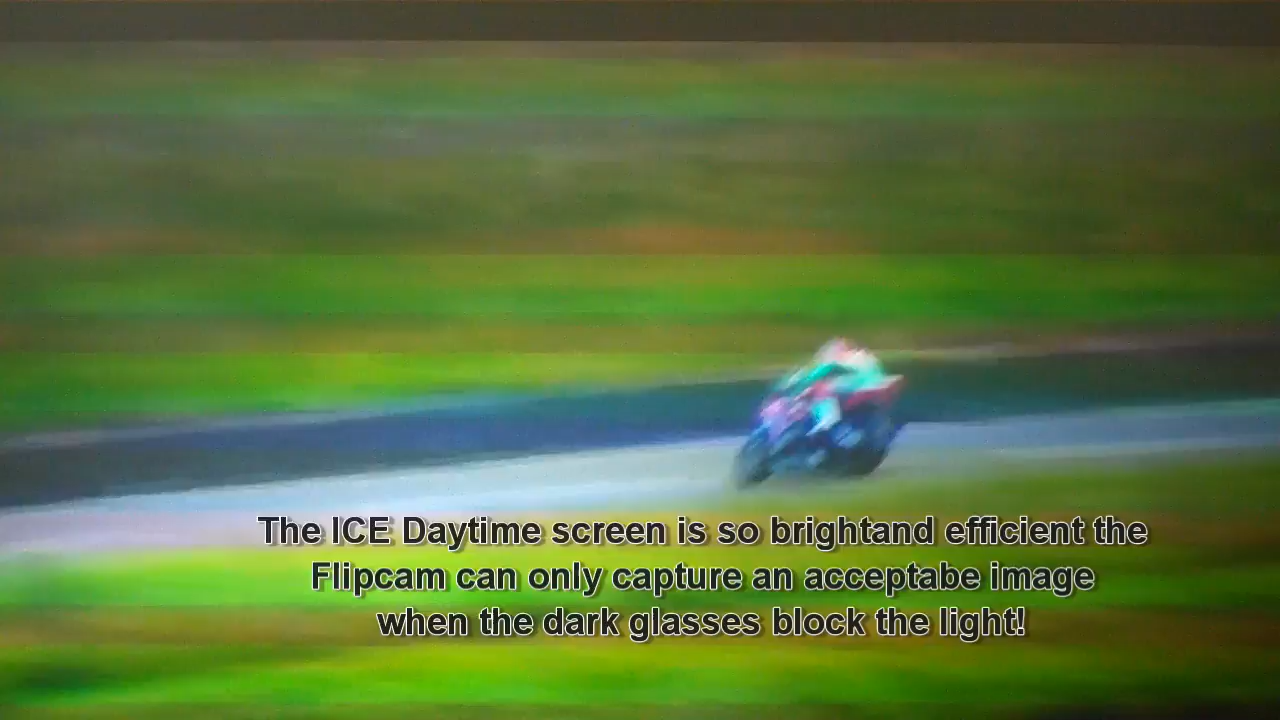 The ICE Daytime screen is so brightand efficient the
Flipcam can only capture an acceptabe image
when the dark glasses block the light!